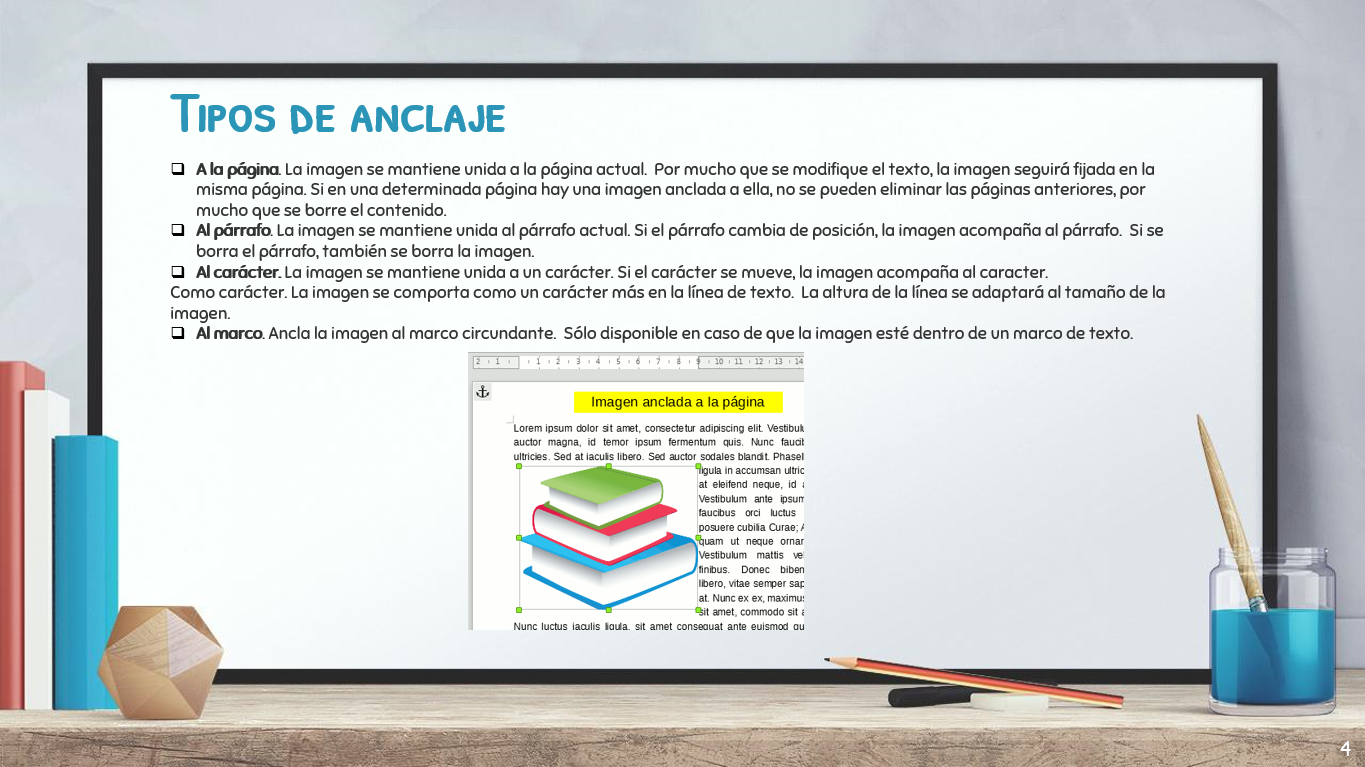 Tipos de anclaje
❑ A la página. La imagen se mantiene unida a la página actual.  Por mucho que se modifique el texto, la imagen seguirá fijada en la
misma página. Si en una determinada página hay una imagen anclada a ella, no se pueden eliminar las páginas anteriores, por
mucho que se borre el contenido.
❑ Al párrafo. La imagen se mantiene unida al párrafo actual. Si el párrafo cambia de posición, la imagen acompaña al párrafo.  Si se
borra el párrafo, también se borra la imagen.
❑ Al carácter. La imagen se mantiene unida a un carácter. Si el carácter se mueve, la imagen acompaña al caracter.
Como carácter. La imagen se comporta como un carácter más en la línea de texto.  La altura de la línea se adaptará al tamaño de la
imagen.
❑ Al marco. Ancla la imagen al marco circundante.  Sólo disponible en caso de que la imagen esté dentro de un marco de texto.
2 1 1 2 3 4 5 6 7 8 9 10 11 12 13 14
Imagen anclada a la página
Lorem ipsum dolor sit amet, consectetur adipiscing elit. Vestibulu
auctor magna, id temor ipsum fermentum quis. Nunc faucib
ultricies. Sed at iaculis libero. Sed auctor sodales blandit. Phasel
ligula in accumsan ultric
at eleifend neque, id a
Vestibulum ante ipsum
faucibus orci luctus
posuere cubilia Curae; A
quam ut neque ornar
Vestibulum mattis vel
finibus. Donec biben
libero, vitae semper sap
at. Nunc ex ex, maximus
sit amet, commodo sit a
Nunc luctus iaculis ligula, sit amet consequat ante euismod qu
4